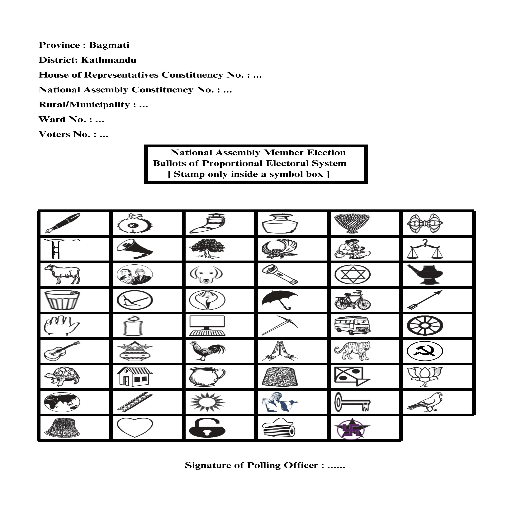 Province : Bagmati
District: Kathmandu
House of Representatives Constituency No. : ...
National Assembly Constituency No. : ...
Rural/Municipality : ...
Ward No. : ...
Voters No. : ...
National Assembly Member Election
Ballots of Proportional Electoral System
[ Stamp only inside a symbol box ]
Signature of Polling Officer : ......